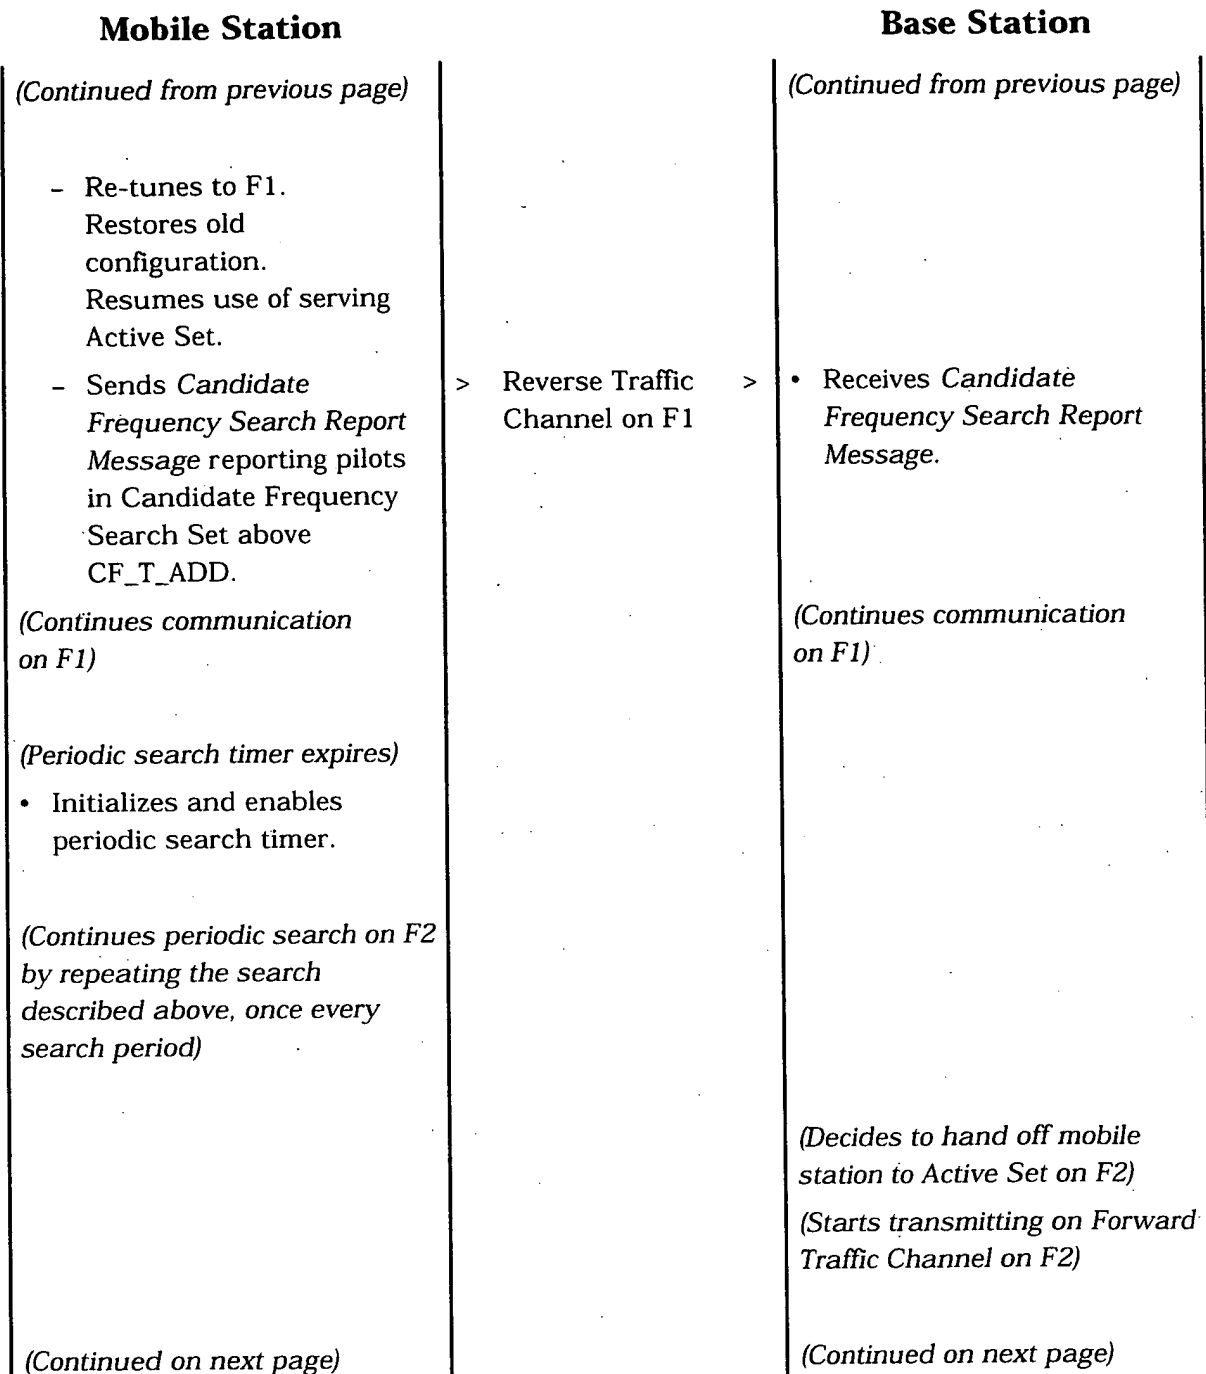 Mobile Station
Base Station
(Continued from previous page)
(Continued from previous page)
– Re-tunes to F1.
Restores old
configuration.
Resumes use of serving
Active Set.
– Sends Candidate
Frequency Search Report
Message reporting pilots
in Candidate Frequency
Search Set above
CF_T_ADD.
> Reverse Traffic >
Channel on F1
• Receives Candidate
Frequency Search Report
Message.
(Continues communication
on F1)
(Continues communication
on F1)
(Periodic search timer expires)
• Initializes and enables
periodic search timer.
(Continues periodic search on F2
by repeating the search
described above, once every
search period)
(Decides to hand off mobile
station to Active Set on F2)
(Starts transmitting on Forward
Traffic Channel on F2)
(Continued on next page)
(Continued on next page)